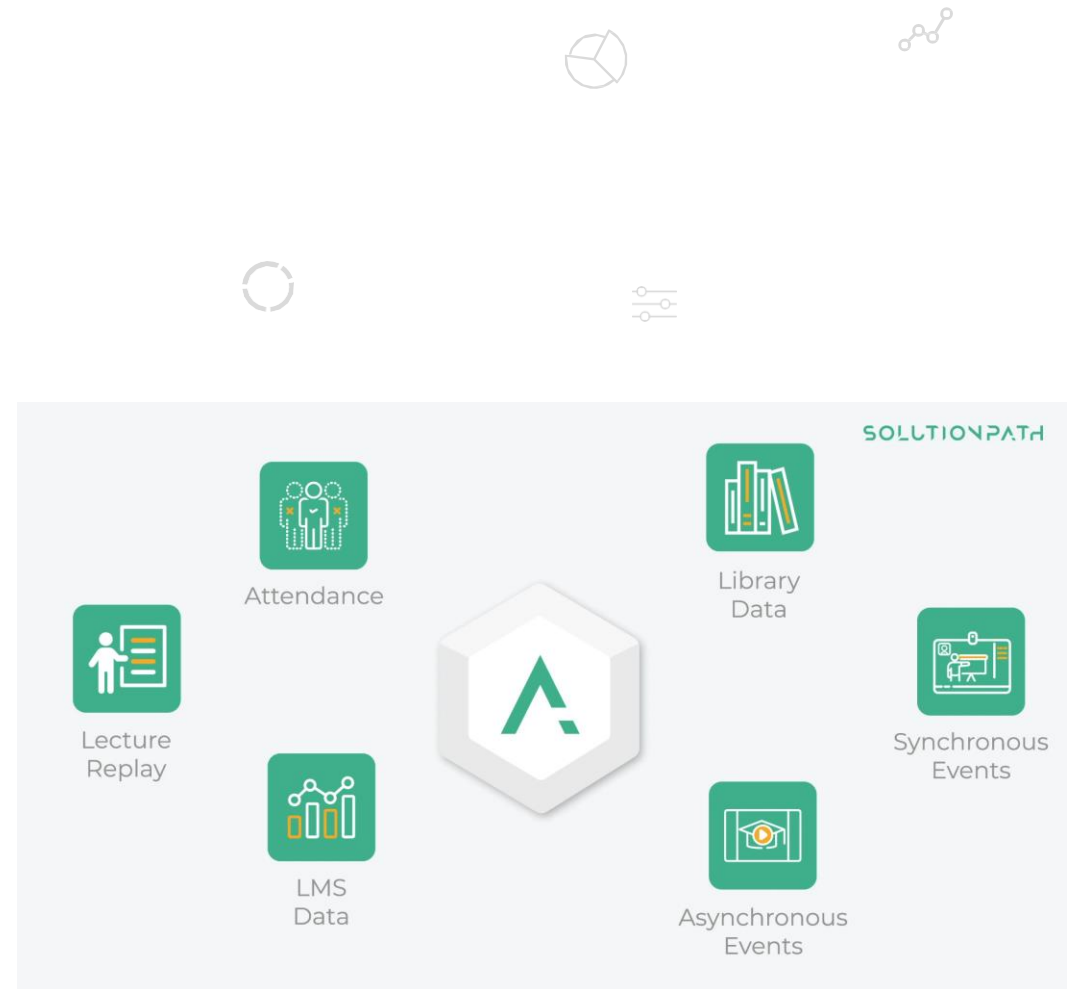 SOLUTIONPATH
Attendance
Library
Data
Lecture
Replay
Synchronous
Events
LMS
Data
Asynchronous
Events